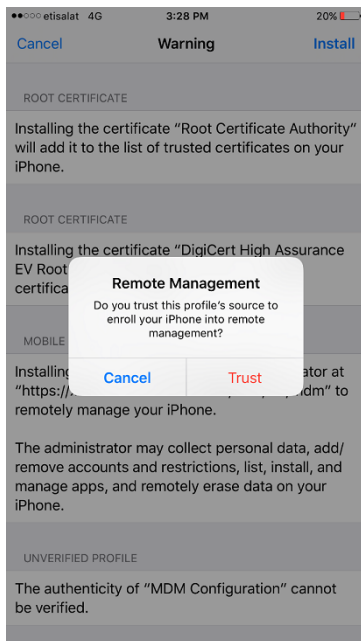 etisalat 4G 3:28 PM 20%
Cancel Warning Install
ROOT CERTIFICATE
Installing the certificate “Root Certificate Authority”
will add it to the list of trusted certificates on your
iPhone.
ROOT CERTIFICATE
Installing the certificate “DigiCert High Assurance
EV Root
certifica
Remote Management
Do you trust this profile's source to
enroll your iPhone into remote
management?
Cancel Trust
MOBILE
Installing ator at
“https:// dm” to
remotely manage your iPhone.
The administrator may collect personal data, add/
remove accounts and restrictions, list, install, and
manage apps, and remotely erase data on your
iPhone.
UNVERIFIED PROFILE
The authenticity of “MDM Configuration” cannot
be verified.